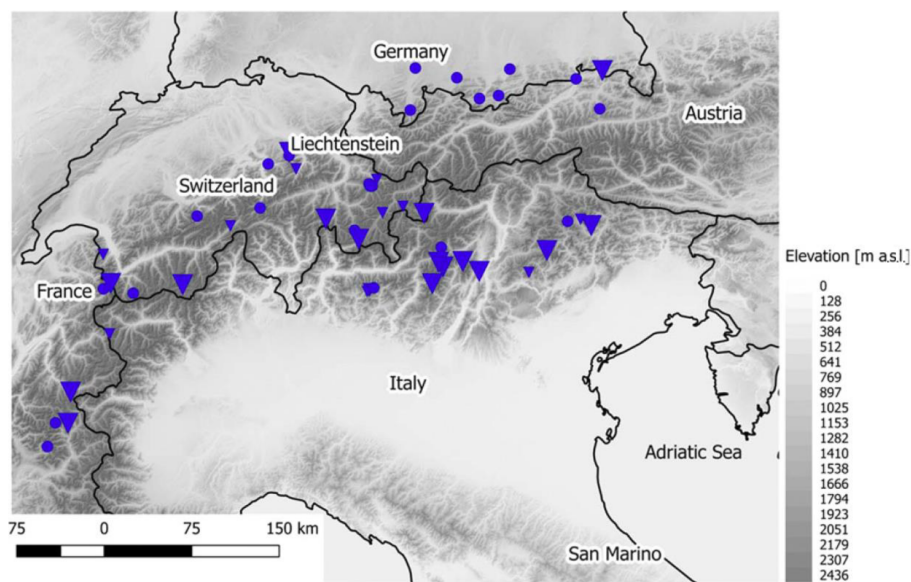 Germany
Austria
Liechtenstein
Switzerland
France
Italy
Adriatic Sea
San Marino
75 0 75 150 km
Elevation [m a.s.l.]
0
128
256
384
512
641
769
897
1025
1153
1282
1410
1538
1666
1794
1923
2051
2179
2307
2436